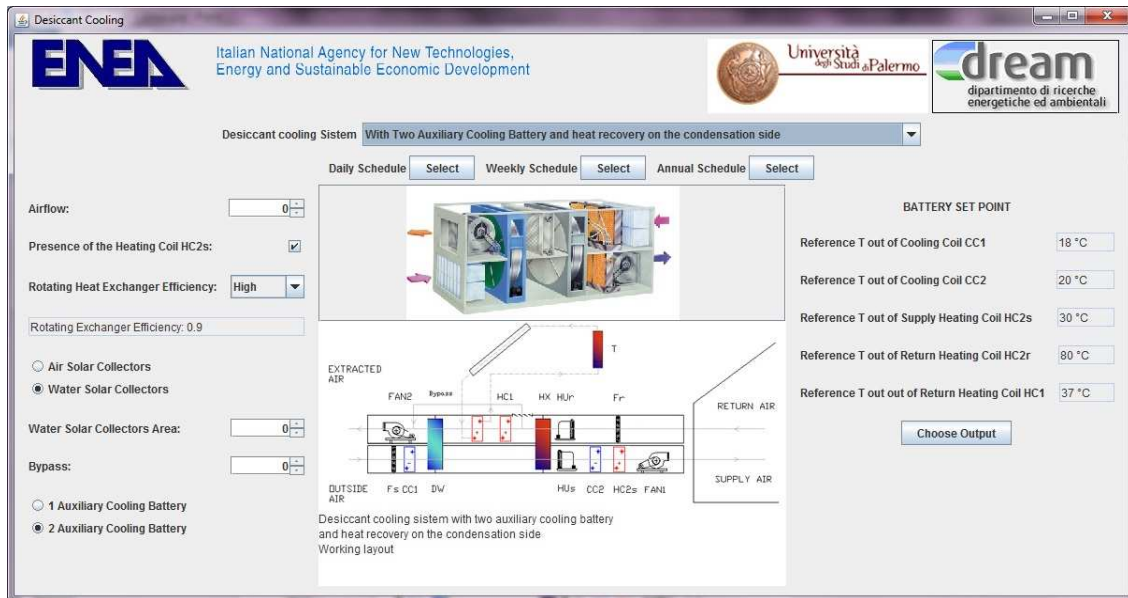 Desiccant Cooling
ENEA
Italian National Agency for New Technologies,
Energy and Sustainable Economic Development
Università
degli Studi di Palermo
dream
dipartimento di ricerche
energetiche ed ambientali
Desiccant cooling Sistem With Two Auxiliary Cooling Battery and heat recovery on the condensation side
Daily Schedule Select Weekly Schedule Select Annual Schedule Select
Airflow: 0
Presence of the Heating Coil HC2s:
Rotating Heat Exchanger Efficiency: High
Rotating Exchanger Efficiency: 0.9
Air Solar Collectors
Water Solar Collectors
Water Solar Collectors Area: 0
Bypass: 0
1 Auxiliary Cooling Battery
2 Auxiliary Cooling Battery
T
EXTRACTED
AIR
FAN2 Bypass HC1 HX HUr Fr
RETURN AIR
SUPPLY AIR
OUTSIDE
AIR
Fs CC1 DW HUs CC2 HC2s FAN1
Desiccant cooling sistem with two auxiliary cooling battery
and heat recovery on the condensation side
Working layout
BATTERY SET POINT
Reference T out of Cooling Coil CC1 18 °C
Reference T out of Cooling Coil CC2 20 °C
Reference T out of Supply Heating Coil HC2s 30 °C
Reference T out of Return Heating Coil HC2r 80 °C
Reference T out out of Return Heating Coil HC1 37 °C
Choose Output